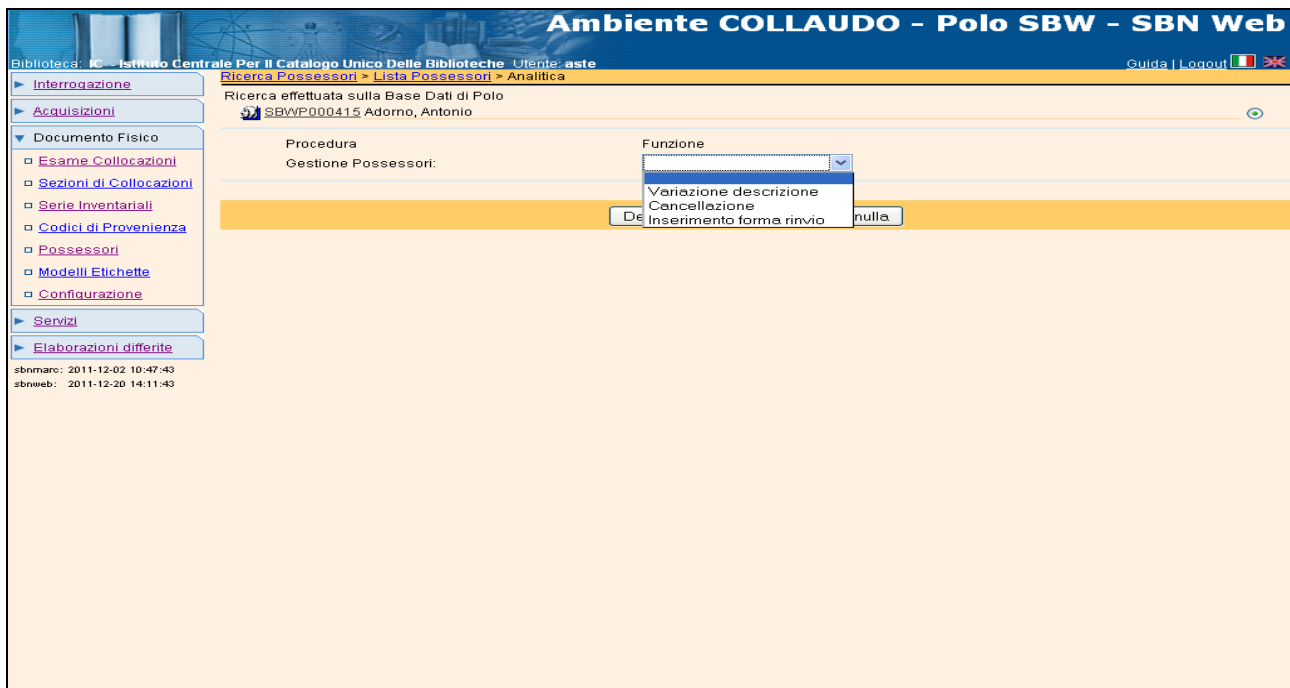 Ambiente COLLAUDO - Polo SBW - SBN Web
Biblioteca: IC - Istituto Centrale Per Il Catalogo Unico Delle Biblioteche Utente: aste
Guida | Logout
Ricerca Possessori > Lista Possessori > Analitica
Interrogazione
Acquisizioni
Documento Fisico
Esame Collocazioni
Sezioni di Collocazioni
Serie Inventariali
Codici di Provenienza
Possessori
Modelli Etichette
Configurazione
Servizi
Elaborazioni differite
sbnmarc: 2011-12-02 10:47:43
sbnweb: 2011-12-20 14:11:43
Ricerca effettuata sulla Base Dati di Polo
SBWP000415 Adorno, Antonio
Procedura Funzione
Gestione Possessori:
Variazione descrizione
Cancellazione
Inserimento forma rinvio
De nulla